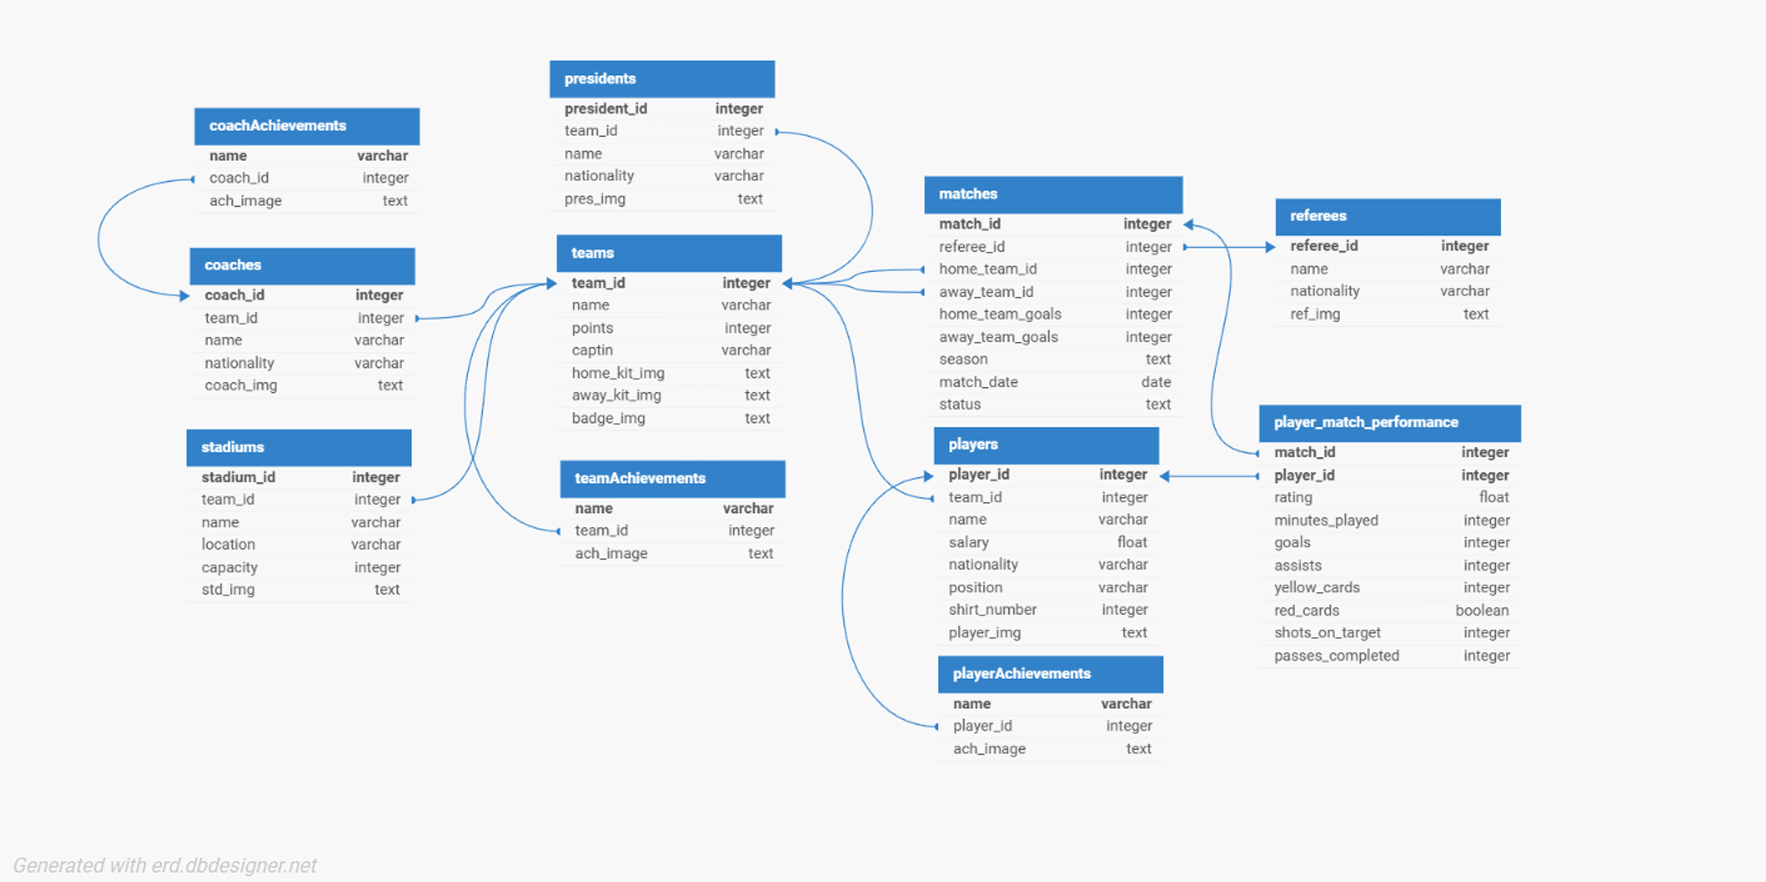 presidents
president_id integer
team_id integer
name varchar
nationality varchar
pres_img text
coachAchievements
name varchar
coach_id integer
ach_image text
matches
match_id integer
referee_id integer
home_team_id integer
away_team_id integer
home_team_goals integer
away_team_goals integer
season text
match_date date
status text
referees
referee_id integer
name varchar
nationality varchar
ref_img text
teams
team_id integer
name varchar
points integer
captin varchar
home_kit_img text
away_kit_img text
badge_img text
coaches
coach_id integer
team_id integer
name varchar
nationality varchar
coach_img text
player_match_performance
match_id integer
player_id integer
rating float
minutes_played integer
goals integer
assists integer
yellow_cards integer
red_cards boolean
shots_on_target integer
passes_completed integer
stadiums
stadium_id integer
team_id integer
name varchar
location varchar
capacity integer
std_img text
players
player_id integer
team_id integer
name varchar
salary float
nationality varchar
position varchar
shirt_number integer
player_img text
teamAchievements
name varchar
team_id integer
ach_image text
playerAchievements
name varchar
player_id integer
ach_image text
Generated with erd.dbdesigner.net